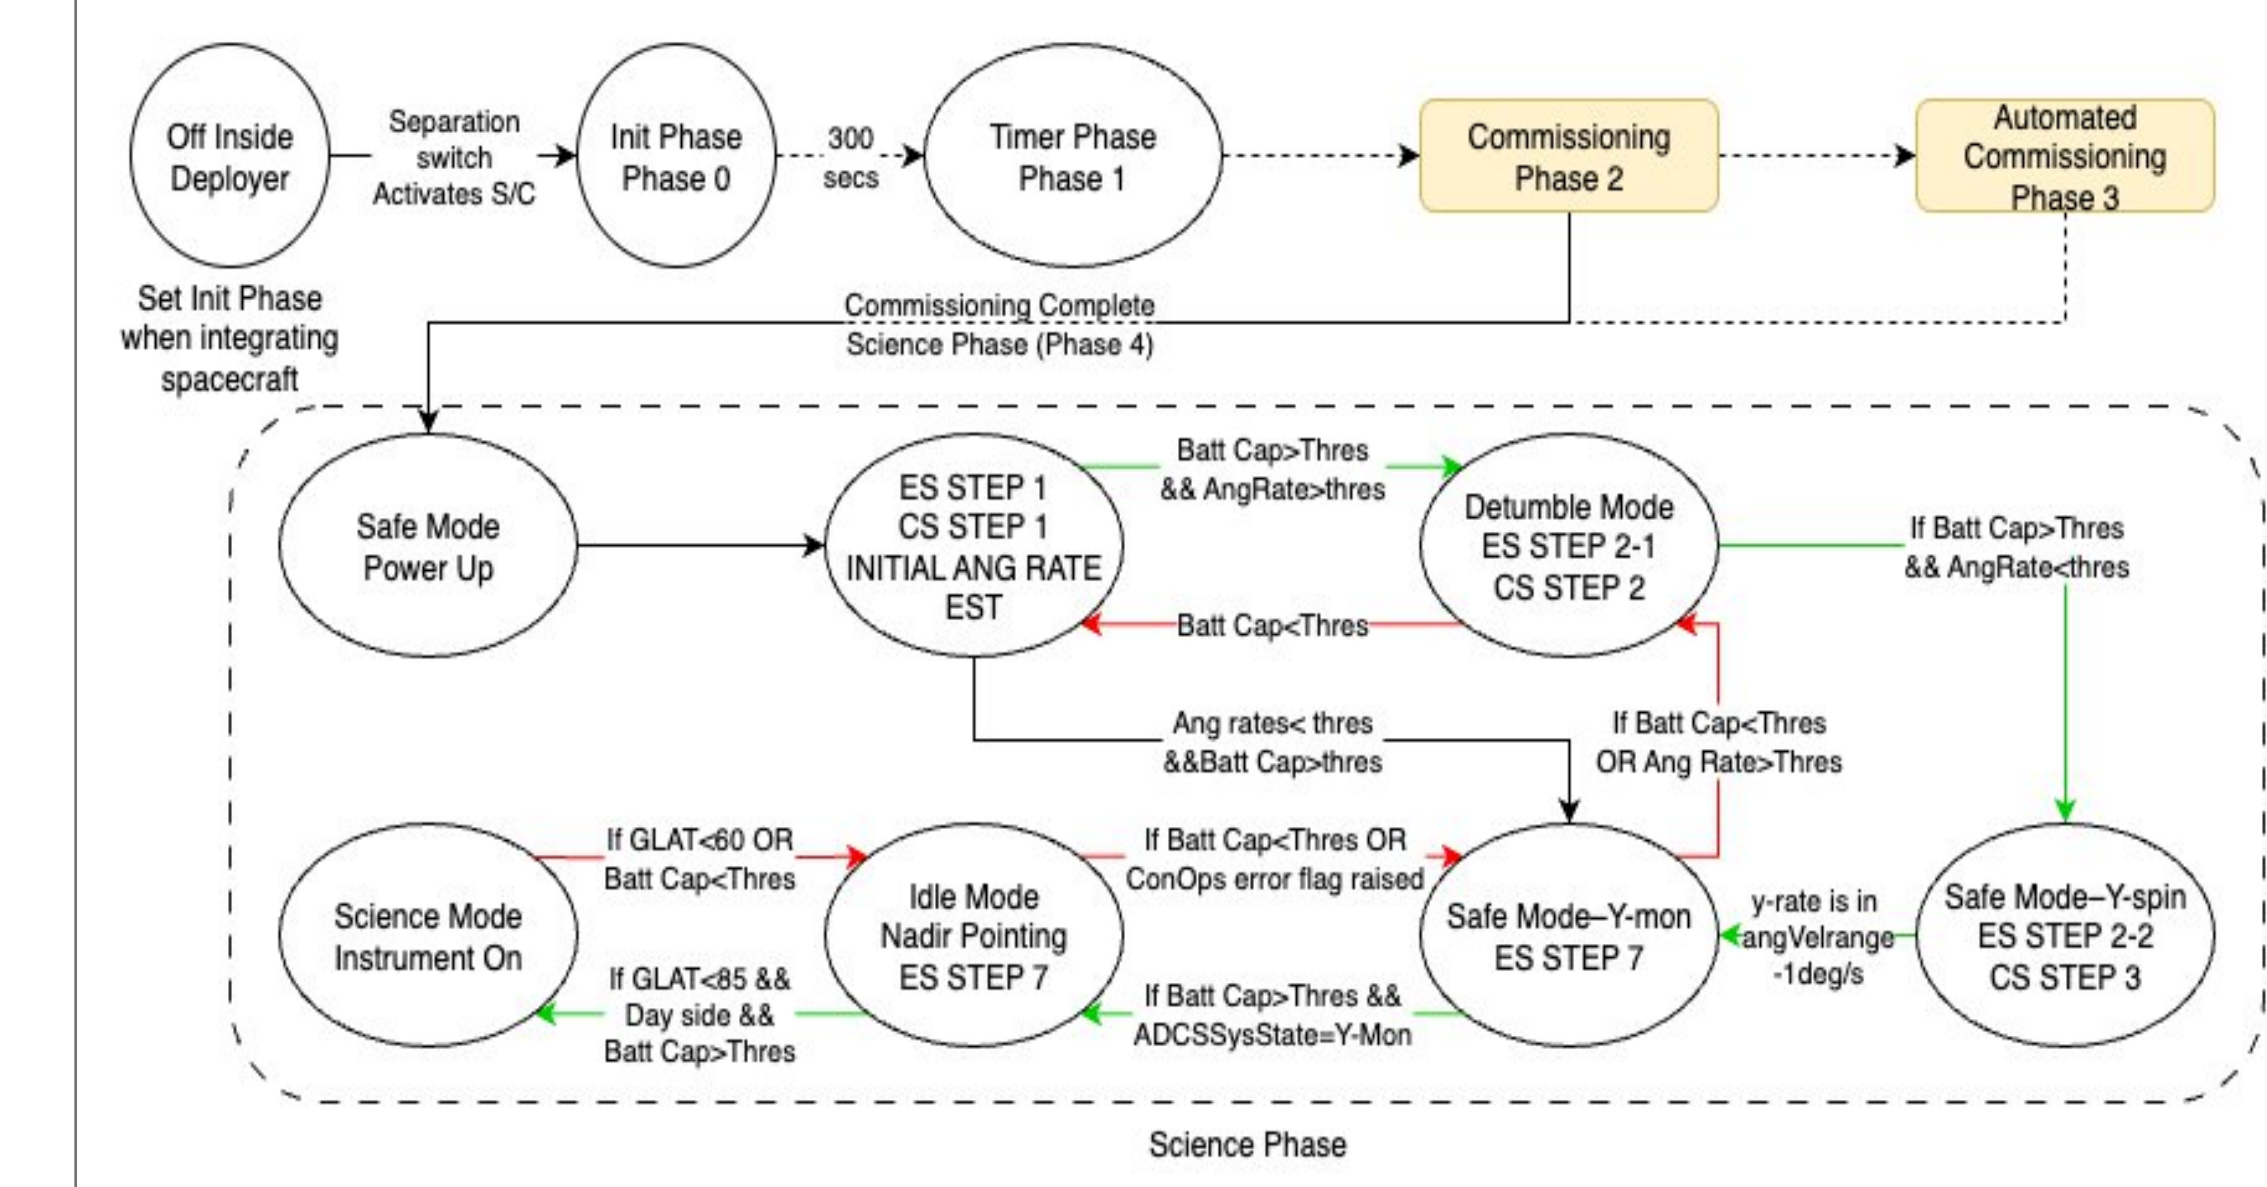 Off Inside
Deployer
Separation
switch
Activates S/C
Init Phase
Phase 0
300
secs
Timer Phase
Phase 1
Commissioning
Phase 2
Automated
Commissioning
Phase 3
Set Init Phase
when integrating
spacecraft
Commissioning Complete
Science Phase (Phase 4)
Safe Mode
Power Up
ES STEP 1
CS STEP 1
INITIAL ANG RATE
EST
Batt Cap>Thres
&& AngRate>thres
Batt Cap<Thres
Detumble Mode
ES STEP 2-1
CS STEP 2
If Batt Cap>Thres
&& AngRate<thres
Ang rates< thres
&&Batt Cap>thres
If Batt Cap<Thres
OR Ang Rate>Thres
Science Mode
Instrument On
If GLAT<60 OR
Batt Cap<Thres
If GLAT<85 &&
Day side &&
Batt Cap>Thres
Idle Mode
Nadir Pointing
ES STEP 7
If Batt Cap<Thres OR
ConOps error flag raised
If Batt Cap>Thres &&
ADCSSysState=Y-Mon
Safe Mode–Y-mon
ES STEP 7
y-rate is in
angVelrange
-1deg/s
Safe Mode–Y-spin
ES STEP 2-2
CS STEP 3
Science Phase